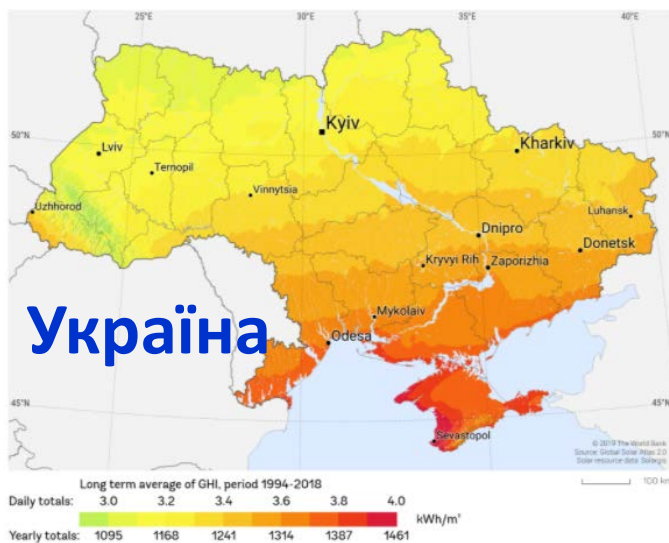 25°E 30°E 35°E 40°E
50°N
50°N
Kyiv
Lviv
Kharkiv
Ternopil
Vinnytsia
Uzhhorod
Luhansk
Dnipro
Donetsk
Kryvyi Rih
Zaporizhia
Україна
Mykolaiv
Odesa
45°N
45°N
Sevastopol
© 2019 The World Bank
Source: Global Solar Atlas 2.0
Solar resource data: Solargis
100 km
Long term average of GHI, period 1994-2018
Daily totals: 3.0 3.2 3.4 3.6 3.8 4.0
kWh/m²
Yearly totals: 1095 1168 1241 1314 1387 1461